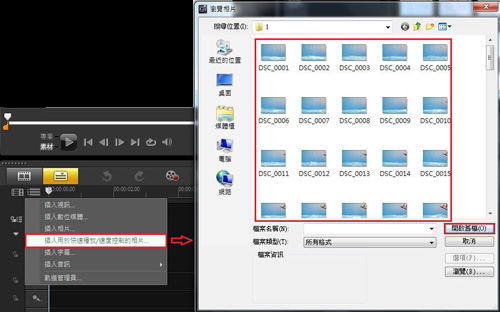 瀏覽相片
搜尋位置(I):
1
最近的位置
桌面
媒體櫃
電腦
網路
DSC_0001 DSC_0002 DSC_0003 DSC_0004 DSC_0005
DSC_0006 DSC_0007 DSC_0008 DSC_0009 DSC_0010
DSC_0011 DSC_0012 DSC_0013 DSC_0014 DSC_0015
檔案名稱(N):
開啟舊檔(O)
檔案類型(T):
所有格式
取消
檔案資訊
選項(P)...
瀏覽(B)...
專案
素材
00:00:00.00
00:00:02.00
插入視訊...
插入數位媒體...
插入相片...
插入用於快速播放/速度控制的相片...
插入字幕...
插入音訊
軌道管理員...